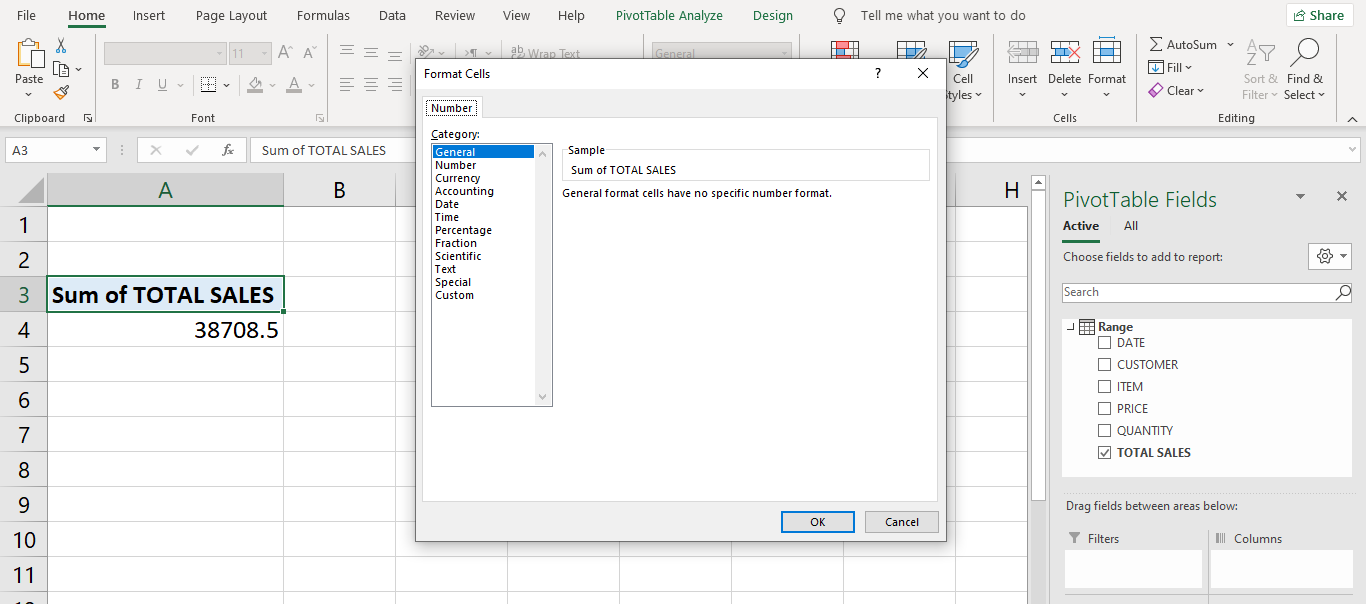 File Home Insert Page Layout Formulas Data Review View Help PivotTable Analyze Design Tell me what you want to do Share
Paste
Clipboard
11
B I U A
Font
ab Wrap Text
General
Cell
Styles
Insert Delete Format
Cells
AutoSum
Fill
Clear
Sort &
Filter
Find &
Select
Editing
A3 fx Sum of TOTAL SALES
A B H
1
2
3 Sum of TOTAL SALES
4 38708.5
5
6
7
8
9
10
11
Format Cells ?
Number
Category:
General
Number
Currency
Accounting
Date
Time
Percentage
Fraction
Scientific
Text
Special
Custom
Sample
Sum of TOTAL SALES
General format cells have no specific number format.
OK Cancel
PivotTable Fields
Active All
Choose fields to add to report:
Search
Range
DATE
CUSTOMER
ITEM
PRICE
QUANTITY
TOTAL SALES
Drag fields between areas below:
Filters Columns